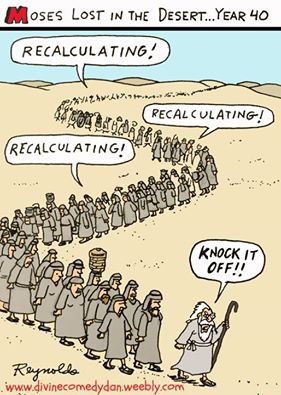 Moses Lost in the Desert...Year 40
RECALCULATING!
RECALCULATING!
RECALCULATING!
KNOCK IT
OFF!!
Reynolds
www.divinecomedydan.weebly.com